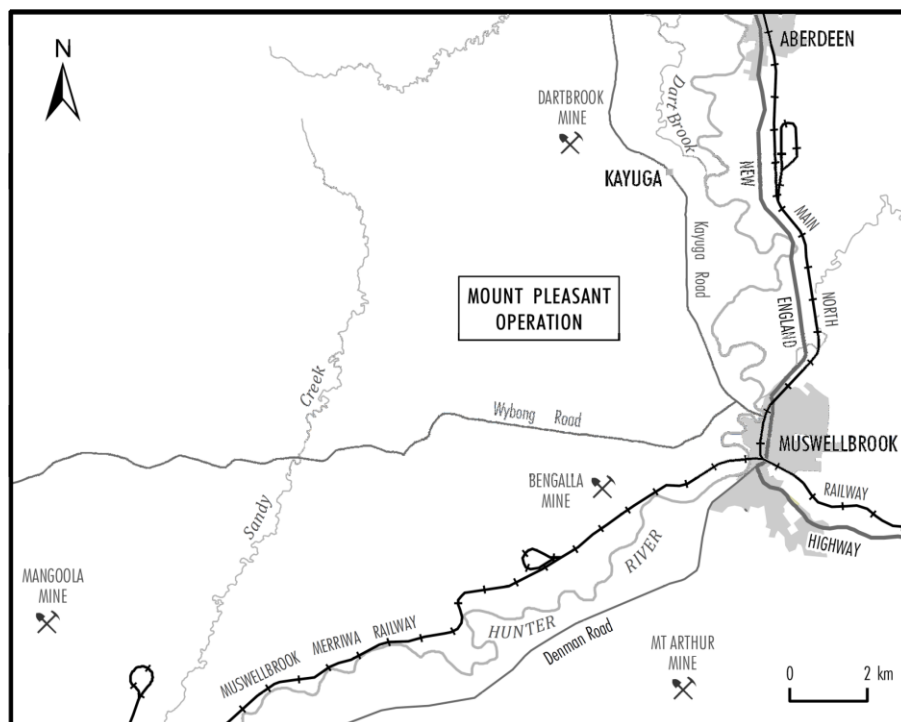 ABERDEEN
N
Dart Brook
DARTBROOK
MINE
KAYUGA
NEW
MAIN
Kayuga Road
MOUNT PLEASANT
OPERATION
NORTH
ENGLAND
Creek
Wybong Road
MUSWELLBROOK
BENGALLA
MINE
RAILWAY
Sandy
HIGHWAY
RIVER
MANGOOLA
MINE
HUNTER
MUSWELLBROOK MERRIWA RAILWAY
Denman Road
MT ARTHUR
MINE
0 2 km